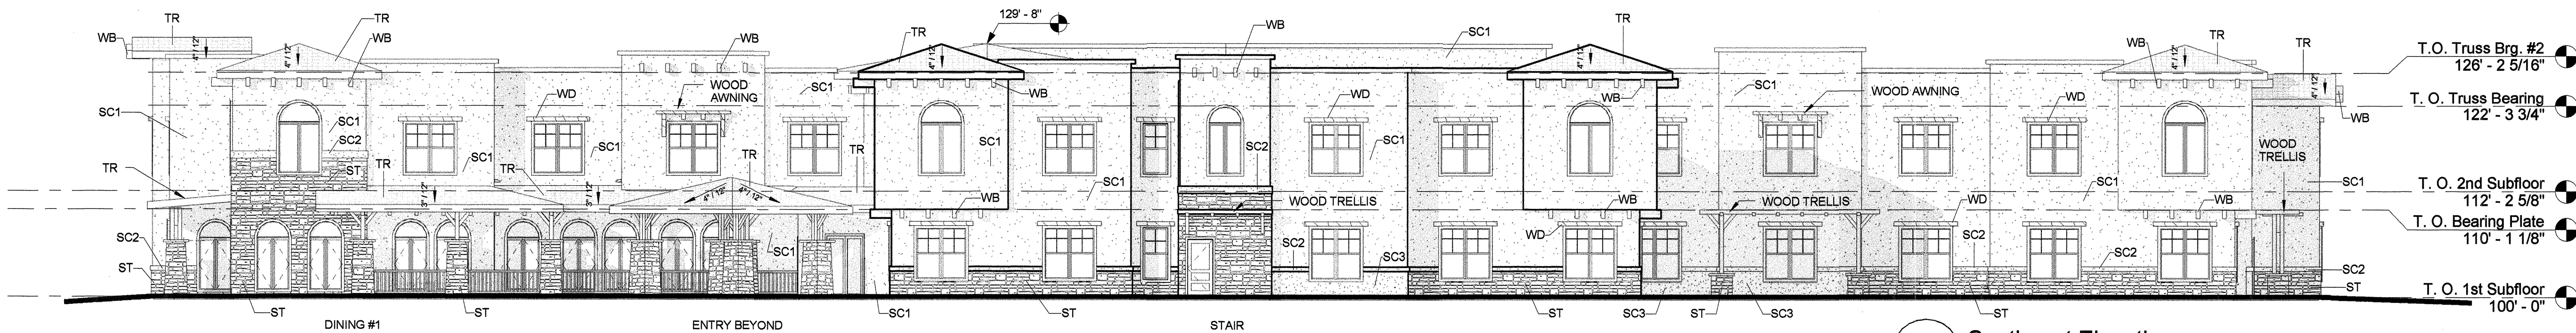 129' - 8"
TR
TR
TR
TR
TR
TR
TR
WB
WB
WB
WB
WB
SC1
4" / 12"
4" / 12"
4" / 12"
4" / 12"
4" / 12"
4" / 12"
T.O. Truss Brg. #2
126' - 2 5/16"
WOOD
AWNING
SC1
WD
WB
WD
WB
SC1
WOOD AWNING
WD
WB
T. O. Truss Bearing
122' - 3 3/4"
SC1
SC1
SC2
SC1
SC1
SC1
SC2
SC1
WOOD
TRELLIS
TR
ST
TR
TR
TR
TR
3" / 12"
3" / 12"
4" / 12"
4" / 12"
SC1
SC1
SC1
T. O. 2nd Subfloor
112' - 2 5/8"
WB
WOOD TRELLIS
WB
WOOD TRELLIS
WD
WB
T. O. Bearing Plate
110' - 1 1/8"
SC2
SC1
SC2
WD
SC2
SC2
SC2
ST
SC3
ST
T. O. 1st Subfloor
100' - 0"
ST
ST
SC1
ST
ST
SC3
ST
SC3
ST
DINING #1
ENTRY BEYOND
STAIR